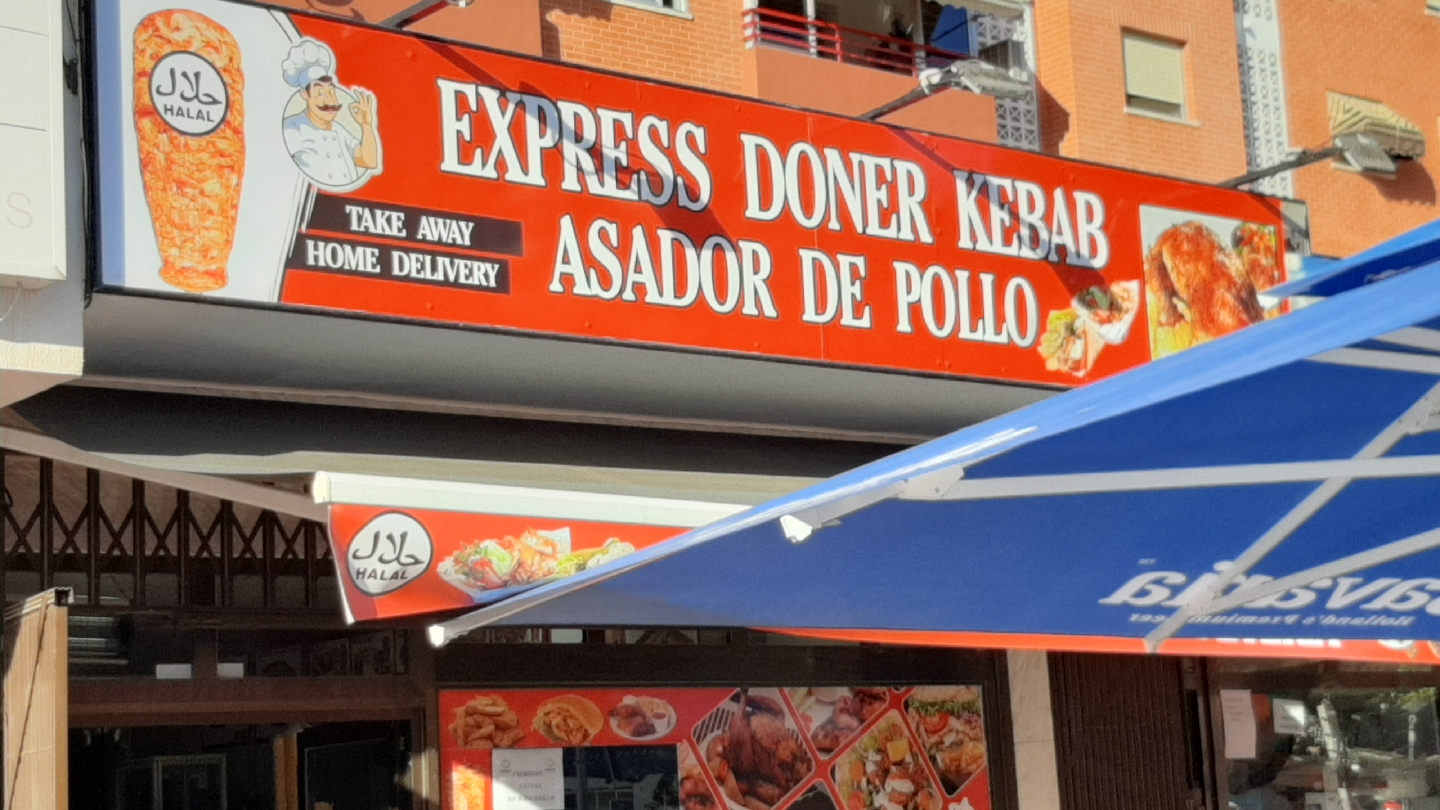 حلال
HALAL
EXPRESS DONER KEBAB
TAKE AWAY
HOME DELIVERY
ASADOR DE POLLO
حلال
HALAL